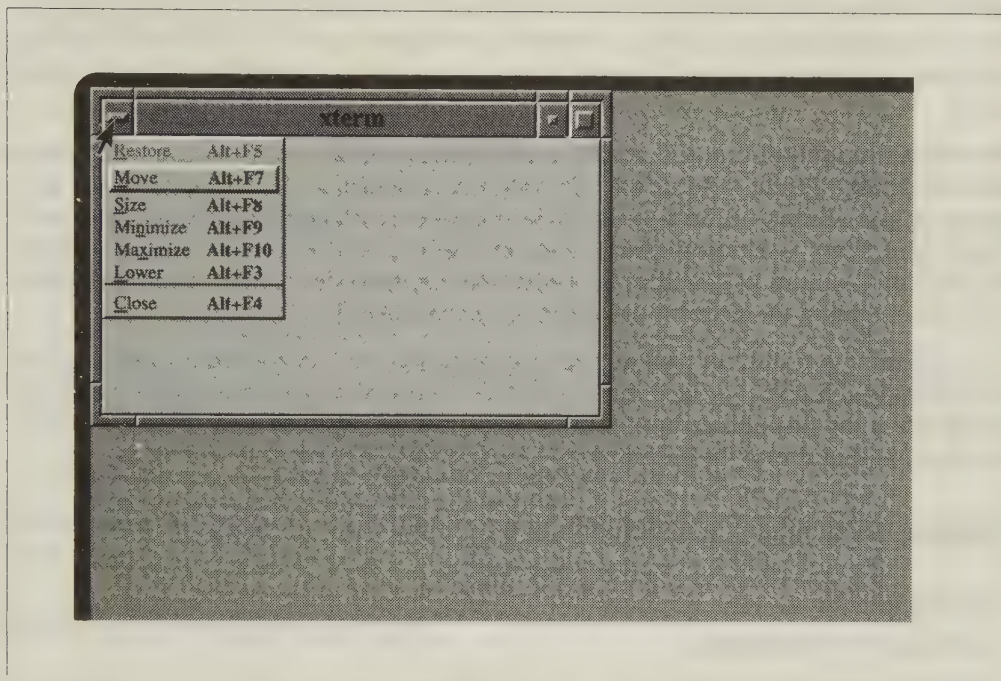 xterm
Restore Alt+F5
Move Alt+F7
Size Alt+F8
Minimize Alt+F9
Maximize Alt+F10
Lower Alt+F3
Close Alt+F4